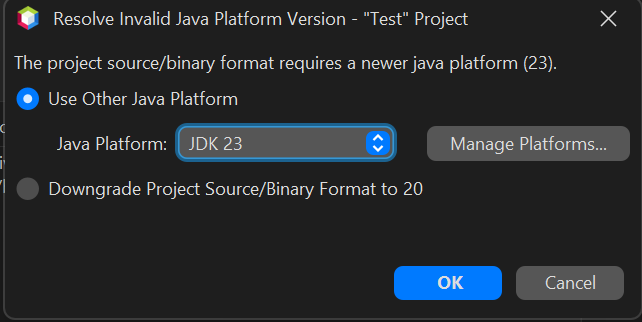 Resolve Invalid Java Platform Version - "Test" Project
The project source/binary format requires a newer java platform (23).
Use Other Java Platform
Java Platform: JDK 23 Manage Platforms...
Downgrade Project Source/Binary Format to 20
OK Cancel